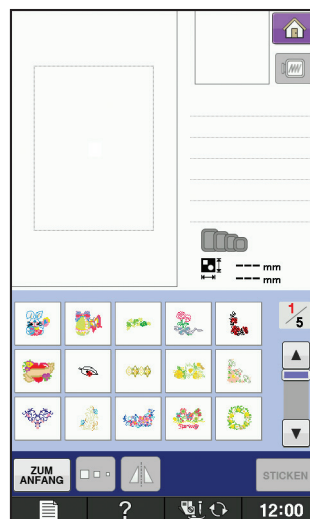 --- mm
--- mm
1/5
ZUM
ANFANG
STICKEN
?
12:00